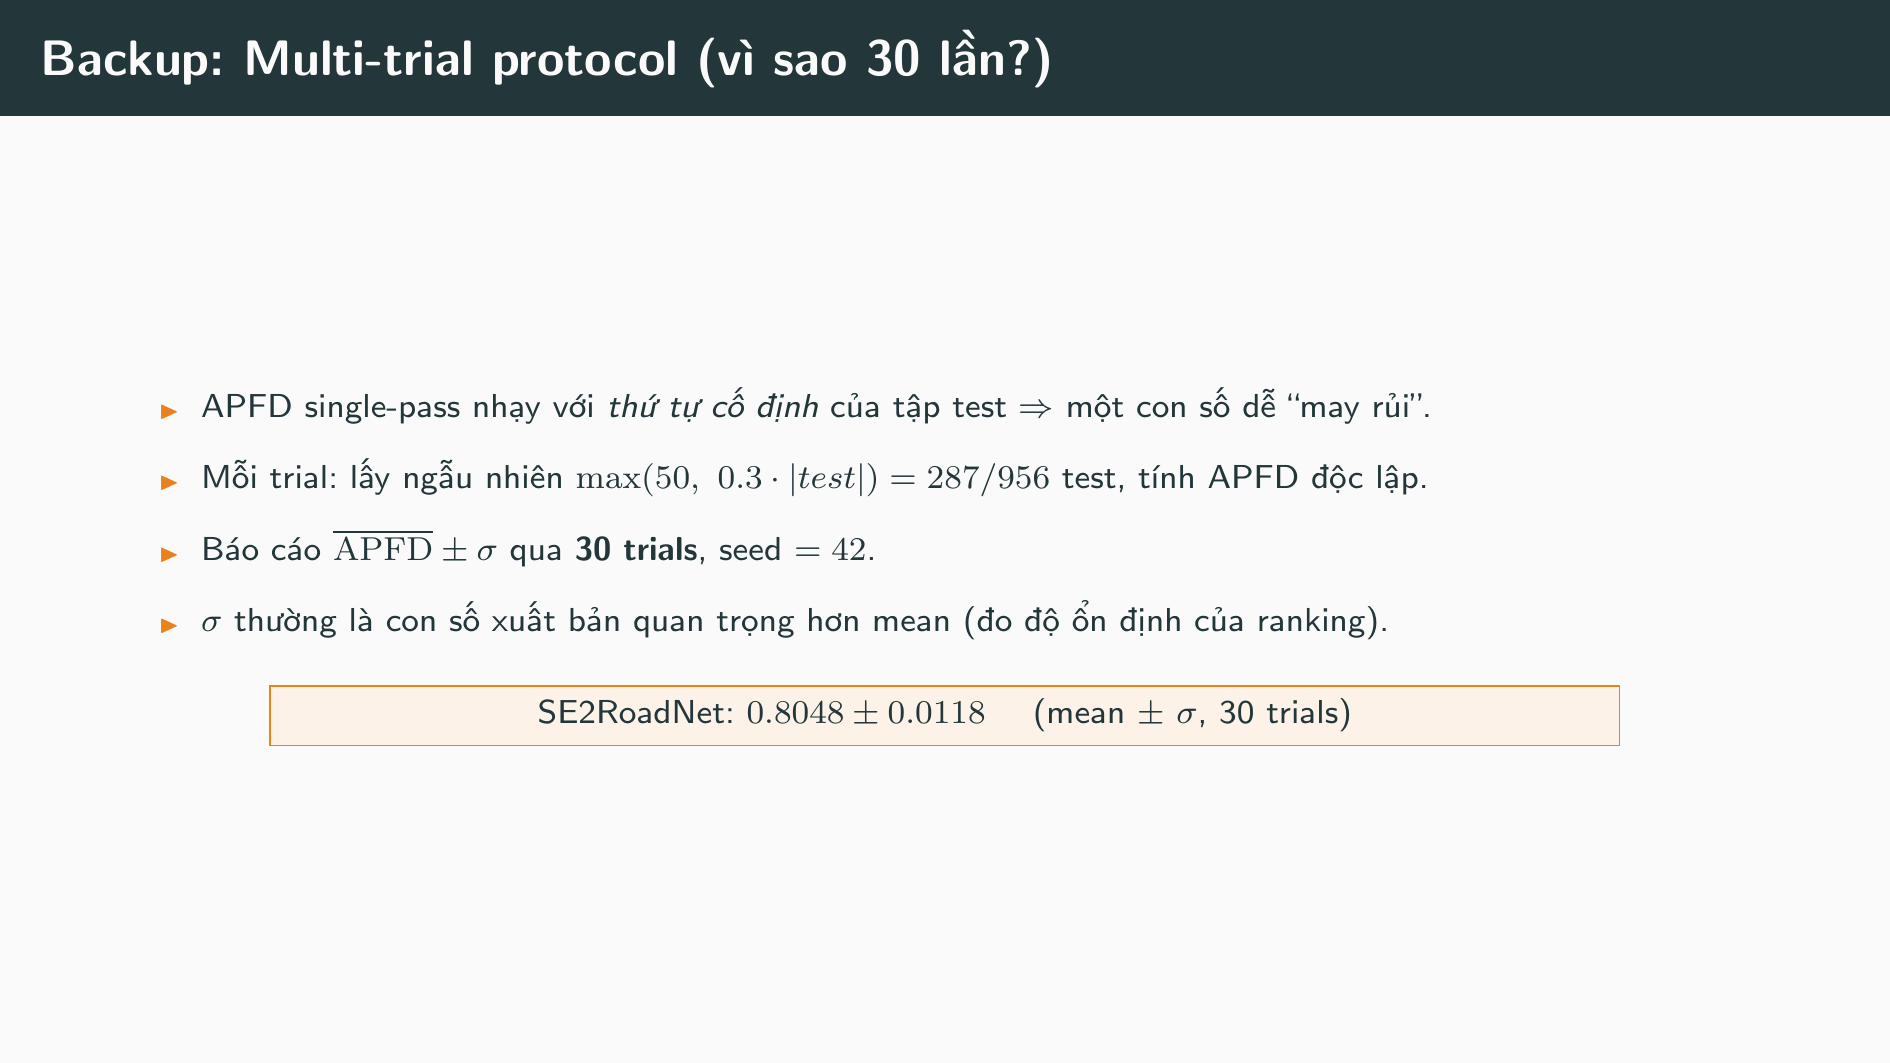 Backup: Multi-trial protocol (vì sao 30 lần?)
APFD single-pass nhạy với thứ tự cố định của tập test ⇒ một con số dễ “may rủi”.
Mỗi trial: lấy ngẫu nhiên max(50, 0.3 · |test|) = 287/956 test, tính APFD độc lập.
Báo cáo A̅P̅F̅D̅ ± σ qua 30 trials, seed = 42.
σ thường là con số xuất bản quan trọng hơn mean (đo độ ổn định của ranking).
SE2RoadNet: 0.8048 ± 0.0118 (mean ± σ, 30 trials)